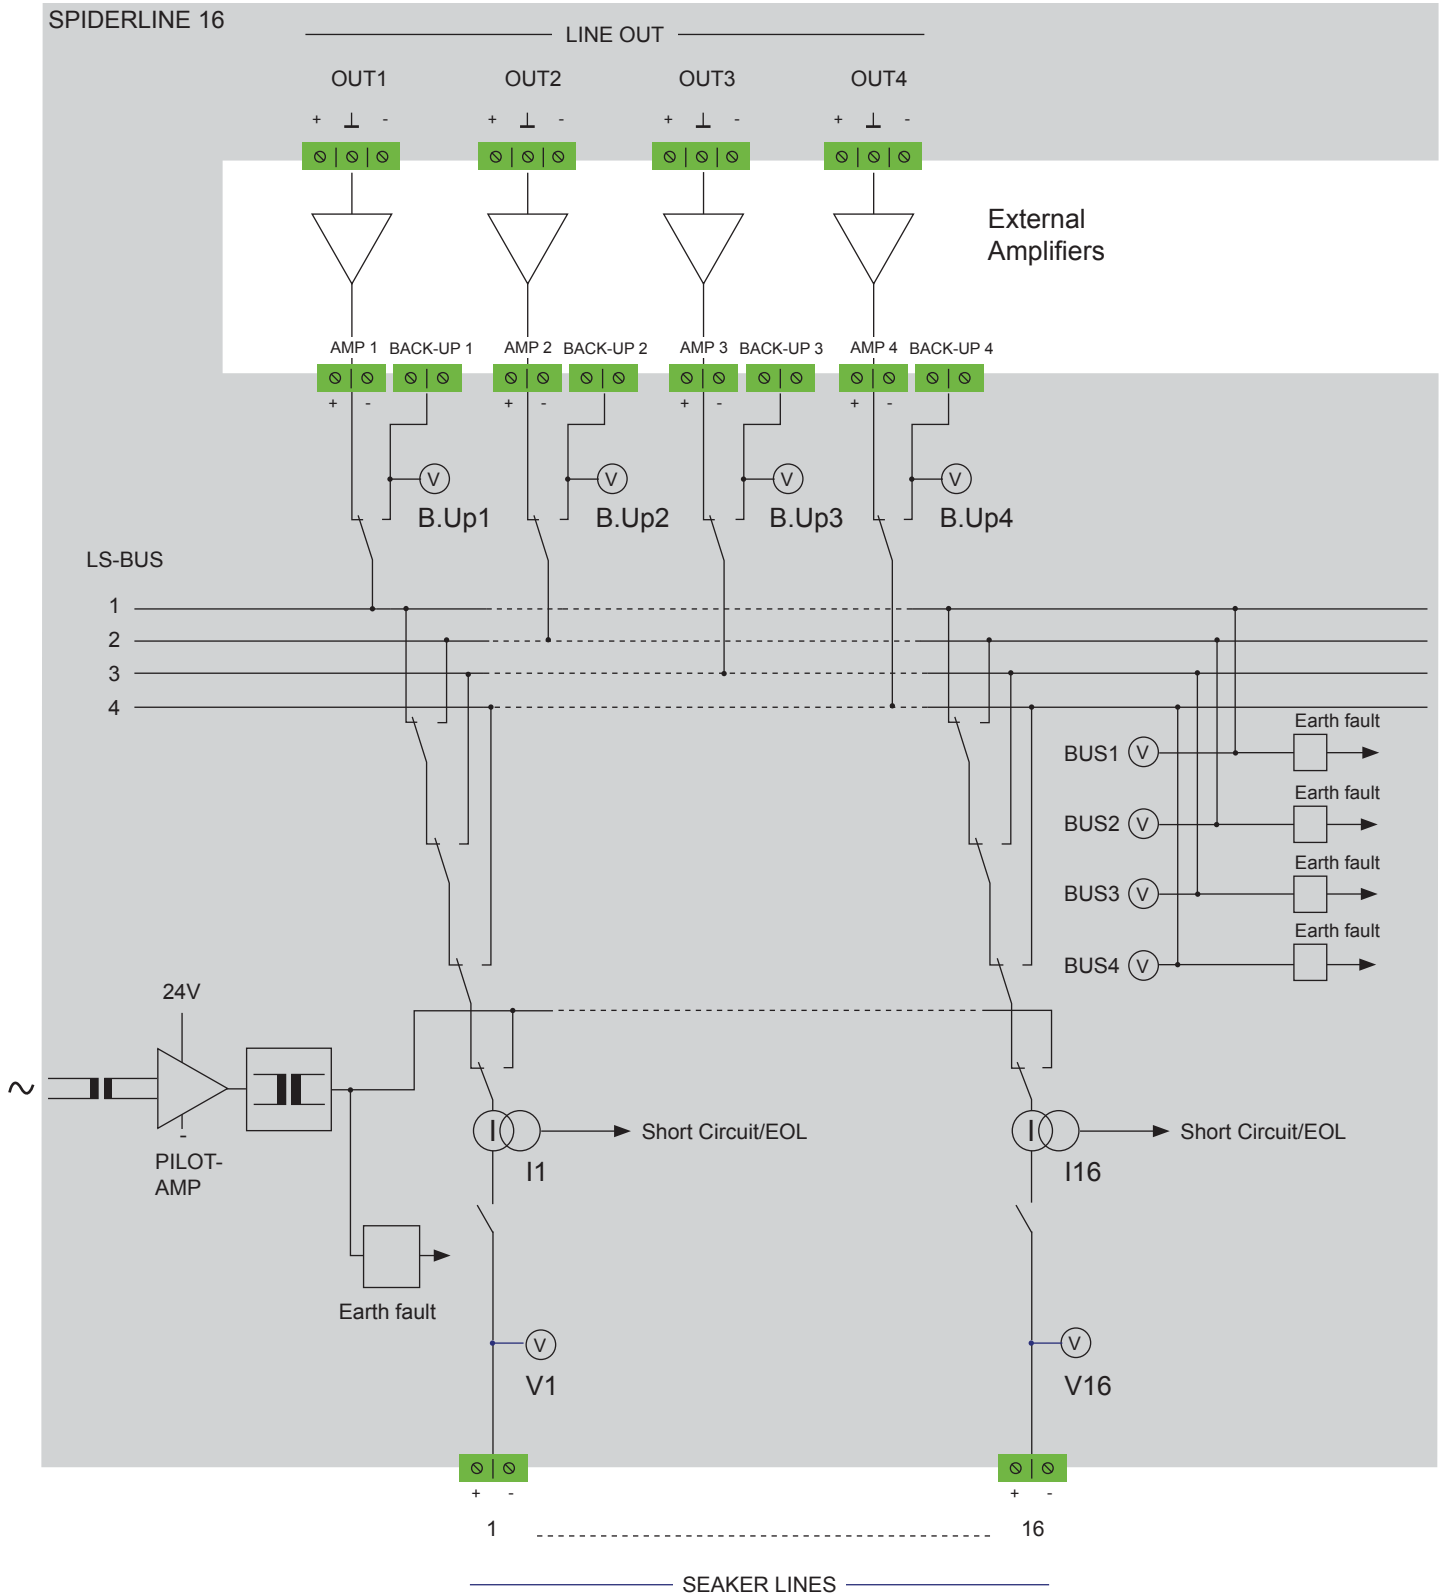 SPIDERLINE 16
LINE OUT
OUT1 OUT2 OUT3 OUT4
+ - + - + - + -
External
Amplifiers
AMP 1 BACK-UP 1 AMP 2 BACK-UP 2 AMP 3 BACK-UP 3 AMP 4 BACK-UP 4
+ - + - + - + -
V V V V
B.Up1 B.Up2 B.Up3 B.Up4
LS-BUS
1
2
3
4
Earth fault
BUS1 V
Earth fault
BUS2 V
Earth fault
BUS3 V
Earth fault
BUS4 V
24V
~
-
PILOT-
AMP
I Short Circuit/EOL I Short Circuit/EOL
I1 I16
Earth fault
V V
V1 V16
+ - + -
1 16
SEAKER LINES